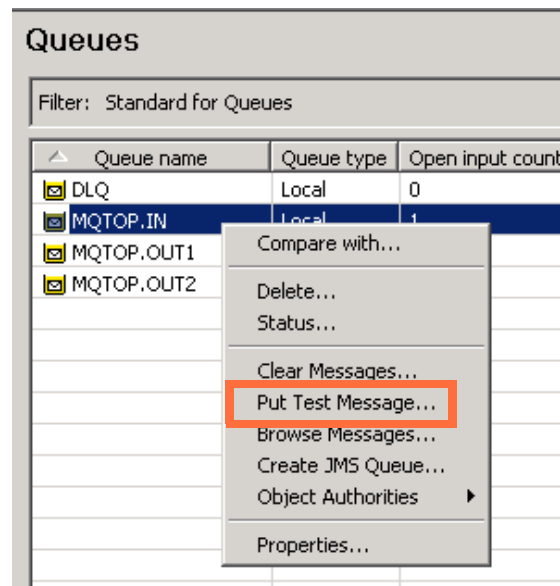 Queues
Filter: Standard for Queues
Queue name Queue type Open input count
DLQ Local 0
MQTOP.IN Local 1
MQTOP.OUT1
MQTOP.OUT2
Compare with...
Delete...
Status...
Clear Messages...
Put Test Message...
Browse Messages...
Create JMS Queue...
Object Authorities
Properties...